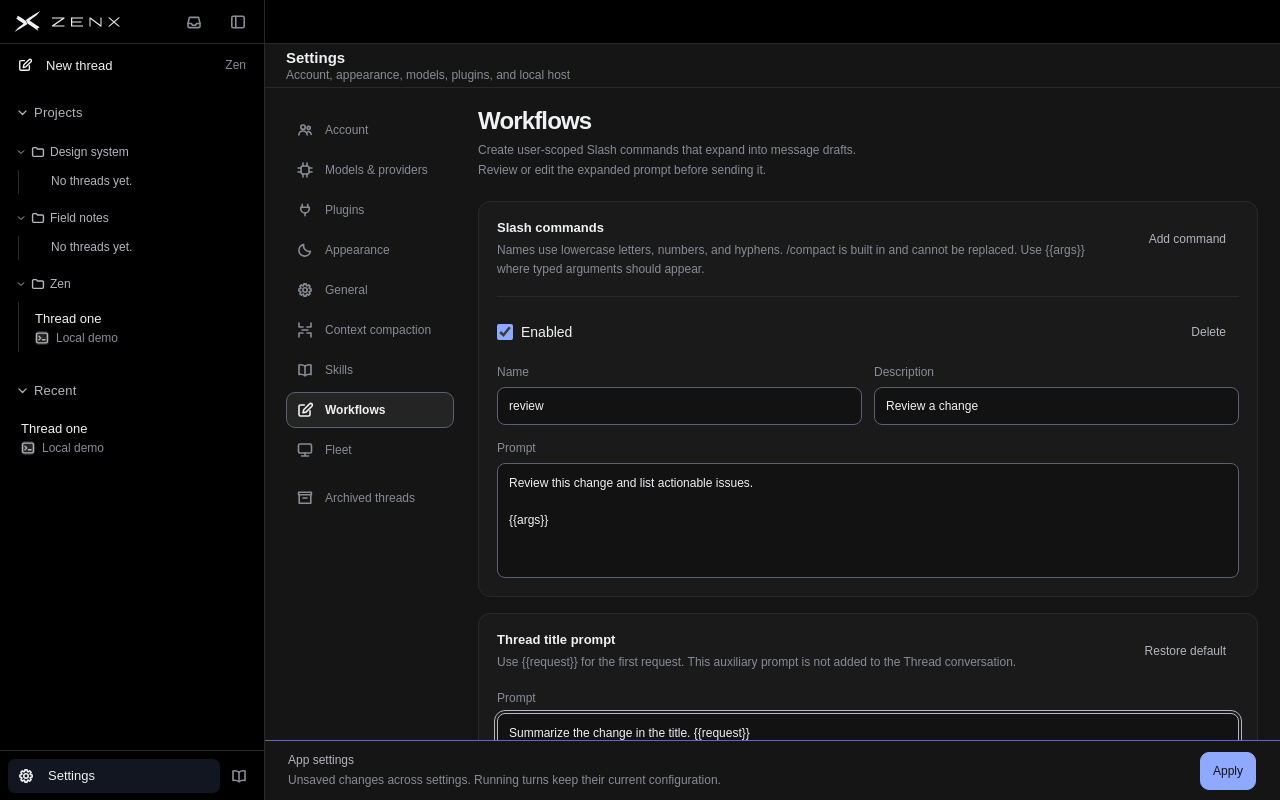 ZENX
New thread
Zen
Projects
Design system
No threads yet.
Field notes
No threads yet.
Zen
Thread one
Local demo
Recent
Thread one
Local demo
Settings
Settings
Account, appearance, models, plugins, and local host
Account
Models & providers
Plugins
Appearance
General
Context compaction
Skills
Workflows
Fleet
Archived threads
Workflows
Create user-scoped Slash commands that expand into message drafts.
Review or edit the expanded prompt before sending it.
Slash commands
Names use lowercase letters, numbers, and hyphens. /compact is built in and cannot be replaced. Use {{args}}
where typed arguments should appear.
Add command
Enabled
Delete
Name
Description
review
Review a change
Prompt
Review this change and list actionable issues.
{{args}}
Thread title prompt
Use {{request}} for the first request. This auxiliary prompt is not added to the Thread conversation.
Restore default
Prompt
Summarize the change in the title. {{request}}
App settings
Unsaved changes across settings. Running turns keep their current configuration.
Apply